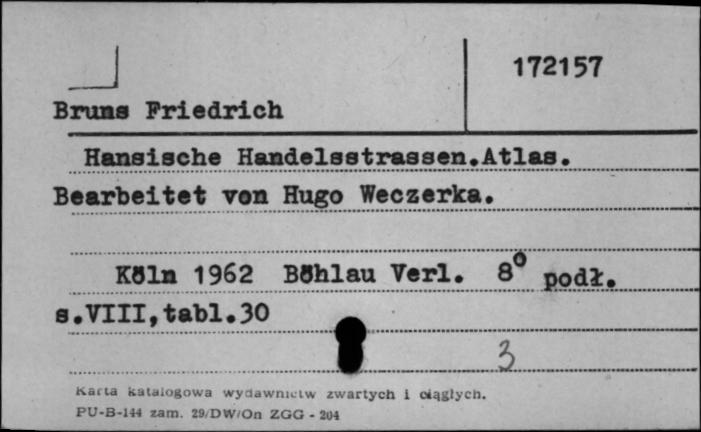 172157
Bruns Friedrich
Hansische Handelsstrassen.Atlas.
Bearbeitet von Hugo Weczerka.
Köln 1962 Böhlau Verl. 8° podł.
s.VIII,tabl.30
3
Karta katalogowa wydawnictw zwartych i ciągłych.
PU-B-144 zam. 29/DW/On ZGG - 204